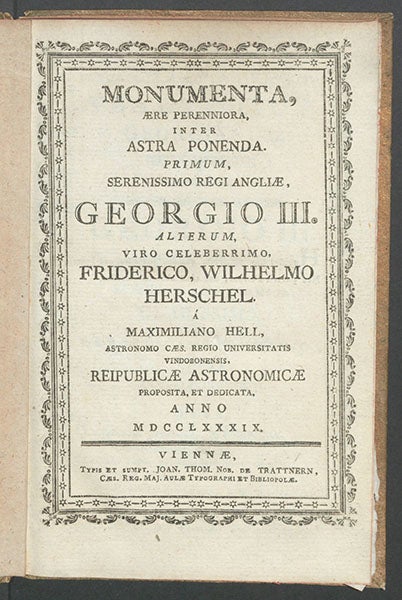 MONUMENTA,
ÆRE PERENNIORA,
INTER
ASTRA PONENDA.
PRIMUM,
SERENISSIMO REGI ANGLIÆ,
GEORGIO III.
ALTERUM,
VIRO CELEBERRIMO,
FRIDERICO, WILHELMO
HERSCHEL.
Á
MAXIMILIANO HELL,
ASTRONOMO CÆS. REGIO UNIVERSITATIS
VINDOBONENSIS,
REIPUBLICÆ ASTRONOMICÆ
PROPOSITA, ET DEDICATA,
ANNO
MDCCLXXXIX.
VIENNÆ,
TYPIS ET SUMPT. JOAN. THOM. NOB. DE TRATTNERN,
CÆS. REG. MAJ. AULÆ TYPOGRAPHI ET BIBLIOPOLÆ.